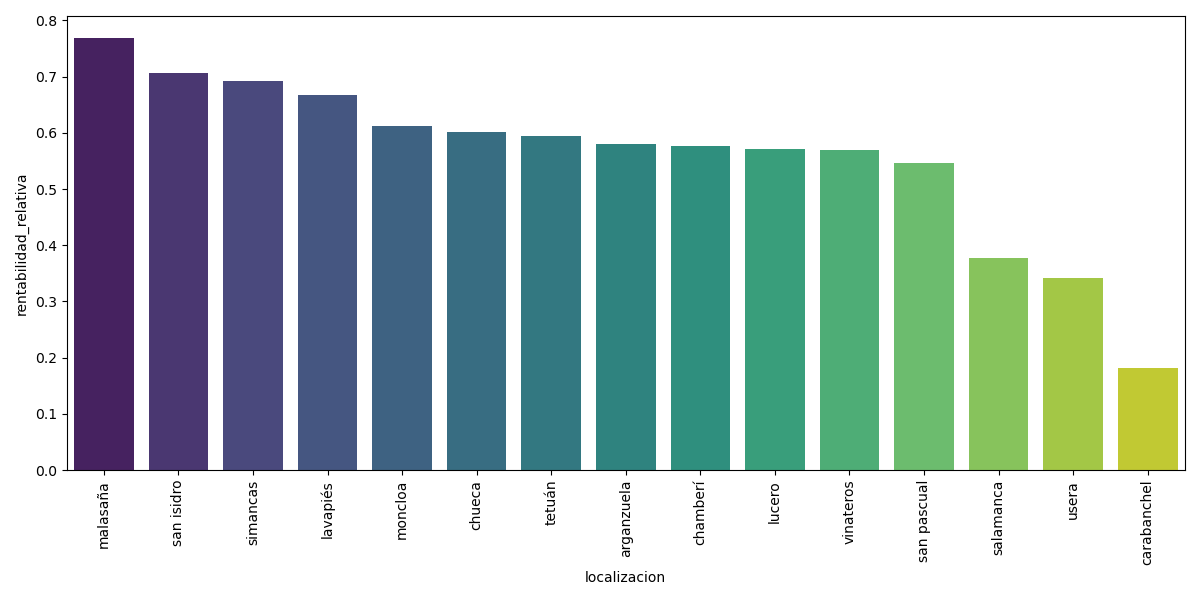 0.8
0.7
0.6
0.5
0.4
0.3
0.2
0.1
0.0
rentabilidad_relativa
malasaña
san isidro
simancas
lavapiés
moncloa
chueca
tetuán
arganzuela
chamberí
lucero
vinateros
san pascual
salamanca
usera
carabanchel
localizacion